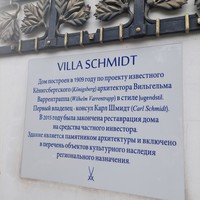 VILLA SCHMIDT
Дом построен в 1909 году по проекту известного
Кёнигсбергского (Königsberg) архитектора Вильгельма
Варрентраппа (Wilhelm Varrentrapp) в стиле jugendstil.
Первый владелец - консул Карл Шмидт (Carl Schmidt).
В 2015 году была закончена реставрация дома
на средства частного инвестора.
Здание является памятником архитектуры и включено
в перечень объектов культурного наследия
регионального значения.